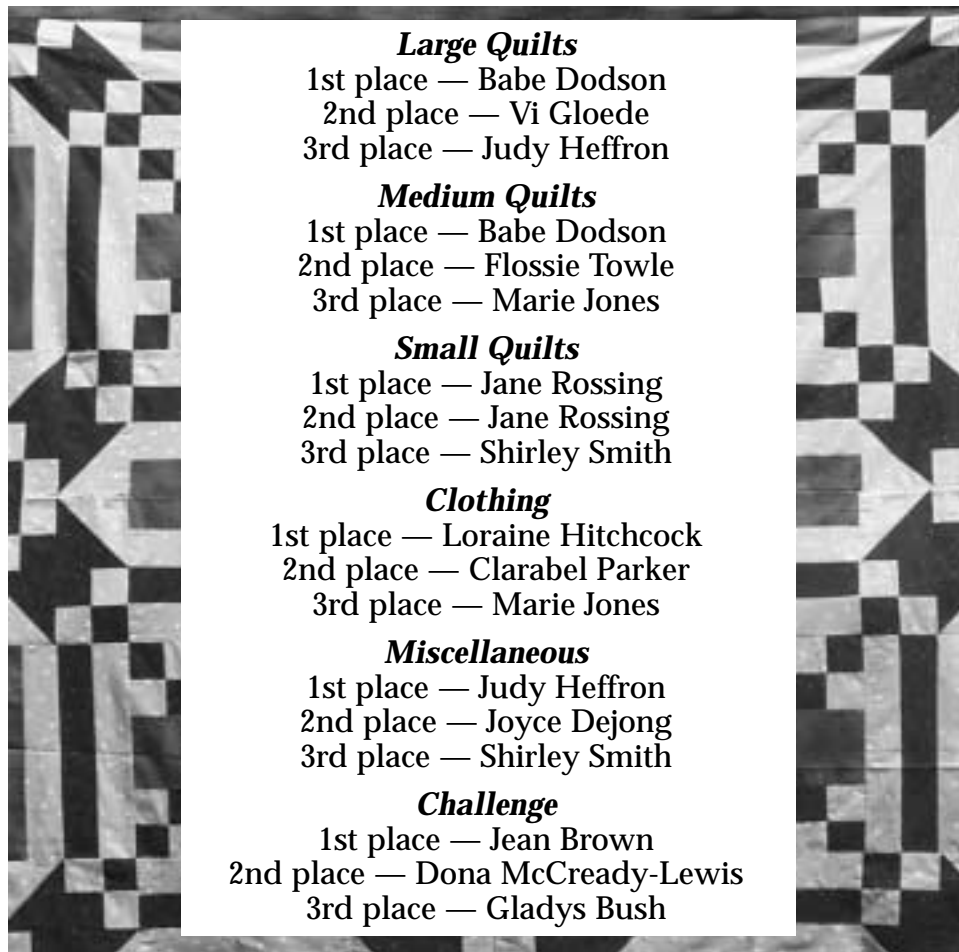 Large Quilts
1st place — Babe Dodson
2nd place — Vi Gloede
3rd place — Judy Heffron
Medium Quilts
1st place — Babe Dodson
2nd place — Flossie Towle
3rd place — Marie Jones
Small Quilts
1st place — Jane Rossing
2nd place — Jane Rossing
3rd place — Shirley Smith
Clothing
1st place — Loraine Hitchcock
2nd place — Clarabel Parker
3rd place — Marie Jones
Miscellaneous
1st place — Judy Heffron
2nd place — Joyce Dejong
3rd place — Shirley Smith
Challenge
1st place — Jean Brown
2nd place — Dona McCready-Lewis
3rd place — Gladys Bush